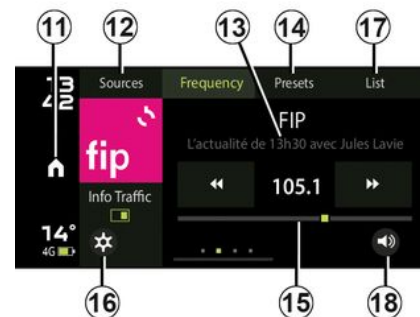 11 12 13 14 17
Sources Frequency Presets List
13
42
FIP
L'actualité de 13h30 avec Jules Lavie
fip
105.1
Info Traffic
14°
4G
16 15 18